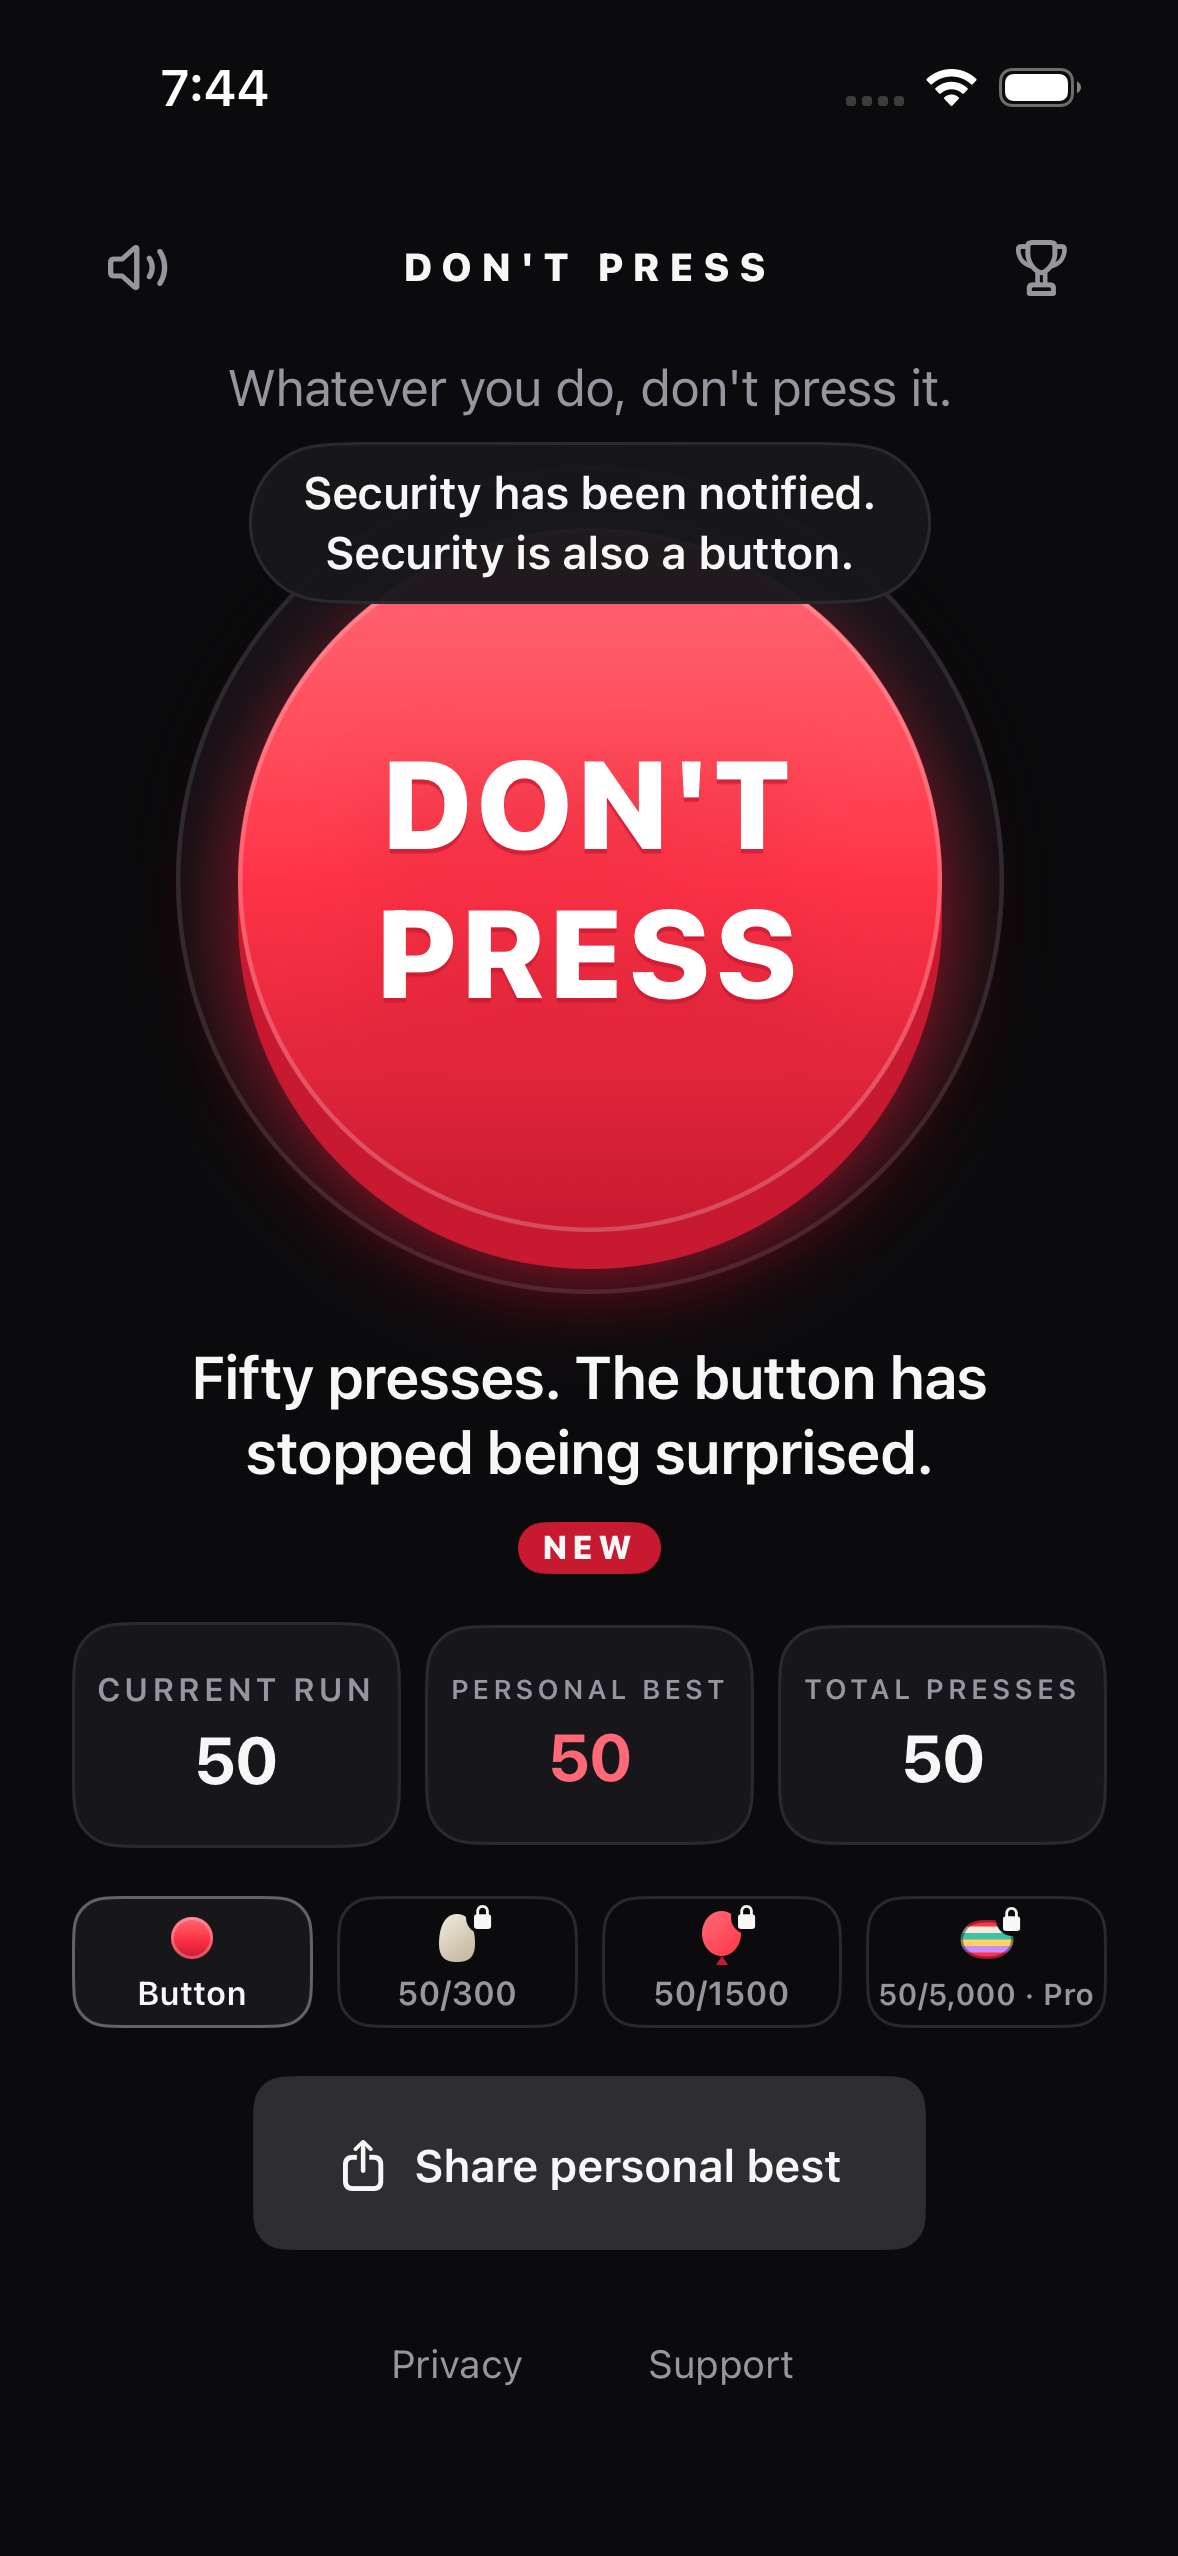 7:44
DON'T PRESS
Whatever you do, don't press it.
Security has been notified.
Security is also a button.
DON'T
PRESS
Fifty presses. The button has
stopped being surprised.
NEW
CURRENT RUN
50
PERSONAL BEST
50
TOTAL PRESSES
50
Button
50/300
50/1500
50/5,000 · Pro
Share personal best
Privacy
Support